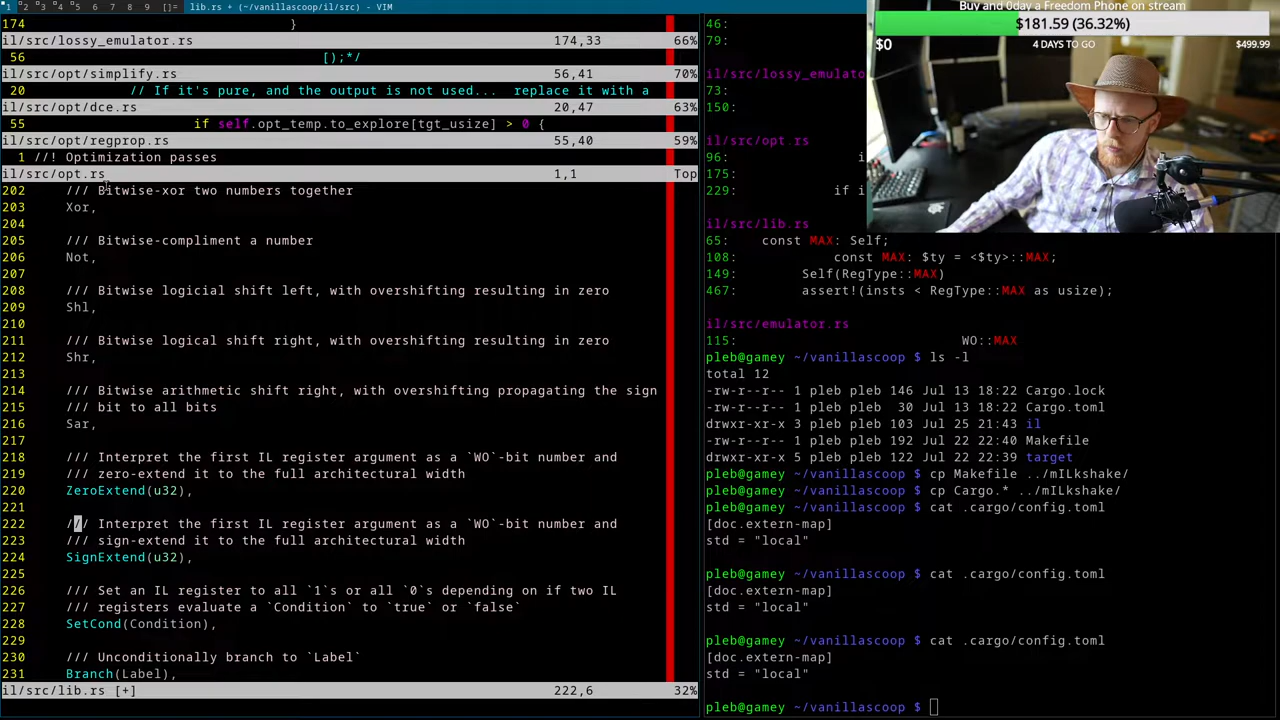 1 2 3 4 5 6 7 8 9 []= lib.rs + (~/vanillascoop/il/src) - VIM
174 }
il/src/lossy_emulator.rs 174,33 66%
56 [);*/
il/src/opt/simplify.rs 56,41 70%
20 // If it's pure, and the output is not used... replace it with a
il/src/opt/dce.rs 20,47 63%
55 if self.opt_temp.to_explore[tgt_usize] > 0 {
il/src/opt/regprop.rs 55,40 59%
1 //! Optimization passes
il/src/opt.rs 1,1 Top
202 /// Bitwise-xor two numbers together
203 Xor,
204
205 /// Bitwise-compliment a number
206 Not,
207
208 /// Bitwise logicial shift left, with overshifting resulting in zero
209 Shl,
210
211 /// Bitwise logical shift right, with overshifting resulting in zero
212 Shr,
213
214 /// Bitwise arithmetic shift right, with overshifting propagating the sign
215 /// bit to all bits
216 Sar,
217
218 /// Interpret the first IL register argument as a `WO`-bit number and
219 /// zero-extend it to the full architectural width
220 ZeroExtend(u32),
221
222 /// Interpret the first IL register argument as a `WO`-bit number and
223 /// sign-extend it to the full architectural width
224 SignExtend(u32),
225
226 /// Set an IL register to all `1`s or all `0`s depending on if two IL
227 /// registers evaluate a `Condition` to `true` or `false`
228 SetCond(Condition),
229
230 /// Unconditionally branch to `Label`
231 Branch(Label),
il/src/lib.rs [+] 222,6 32%
46:
79:
il/src/lossy_emulato
73:
150:
il/src/opt.rs
96: i
175:
229: if i
il/src/lib.rs
65: const MAX: Self;
108: const MAX: $ty = <$ty>::MAX;
149: Self(RegType::MAX)
467: assert!(insts < RegType::MAX as usize);
il/src/emulator.rs
115: WO::MAX
pleb@gamey ~/vanillascoop $ ls -l
total 12
-rw-r--r-- 1 pleb pleb 146 Jul 13 18:22 Cargo.lock
-rw-r--r-- 1 pleb pleb 30 Jul 13 18:22 Cargo.toml
drwxr-xr-x 3 pleb pleb 103 Jul 25 21:43 il
-rw-r--r-- 1 pleb pleb 192 Jul 22 22:40 Makefile
drwxr-xr-x 5 pleb pleb 122 Jul 22 22:39 target
pleb@gamey ~/vanillascoop $ cp Makefile ../mILkshake/
pleb@gamey ~/vanillascoop $ cp Cargo.* ../mILkshake/
pleb@gamey ~/vanillascoop $ cat .cargo/config.toml
[doc.extern-map]
std = "local"
pleb@gamey ~/vanillascoop $ cat .cargo/config.toml
[doc.extern-map]
std = "local"
pleb@gamey ~/vanillascoop $ cat .cargo/config.toml
[doc.extern-map]
std = "local"
pleb@gamey ~/vanillascoop $
Buy and 0day a Freedom Phone on stream
$181.59 (36.32%)
$0 4 DAYS TO GO $499.99